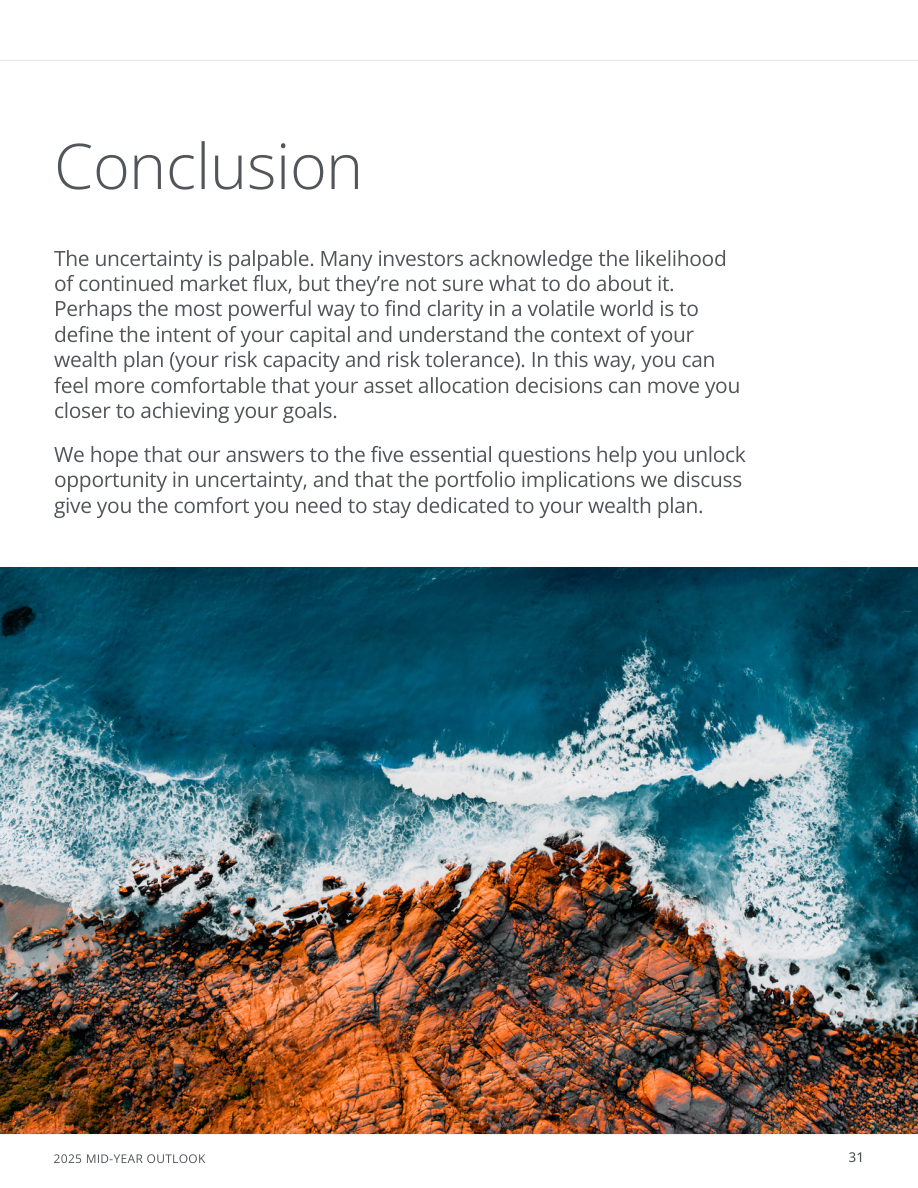 Conclusion
The uncertainty is palpable. Many investors acknowledge the likelihood
of continued market flux, but they’re not sure what to do about it.
Perhaps the most powerful way to find clarity in a volatile world is to
define the intent of your capital and understand the context of your
wealth plan (your risk capacity and risk tolerance). In this way, you can
feel more comfortable that your asset allocation decisions can move you
closer to achieving your goals.
We hope that our answers to the five essential questions help you unlock
opportunity in uncertainty, and that the portfolio implications we discuss
give you the comfort you need to stay dedicated to your wealth plan.
2025 MID-YEAR OUTLOOK
31